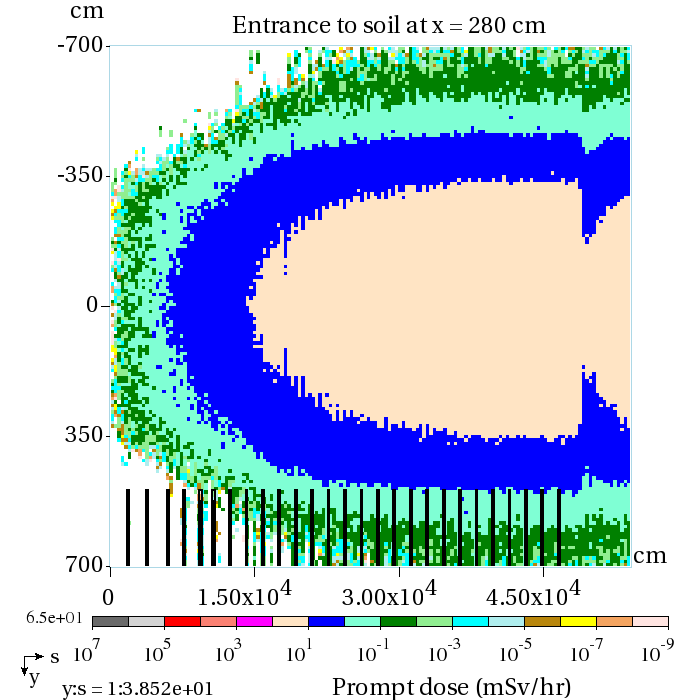 cm
Entrance to soil at x = 280 cm
-700
-350
0
350
700
cm
0 1.50x10^4 3.00x10^4 4.50x10^4
6.5e+01
10^7 10^5 10^3 10^1 10^-1 10^-3 10^-5 10^-7 10^-9
s
y
y:s = 1:3.852e+01
Prompt dose (mSv/hr)